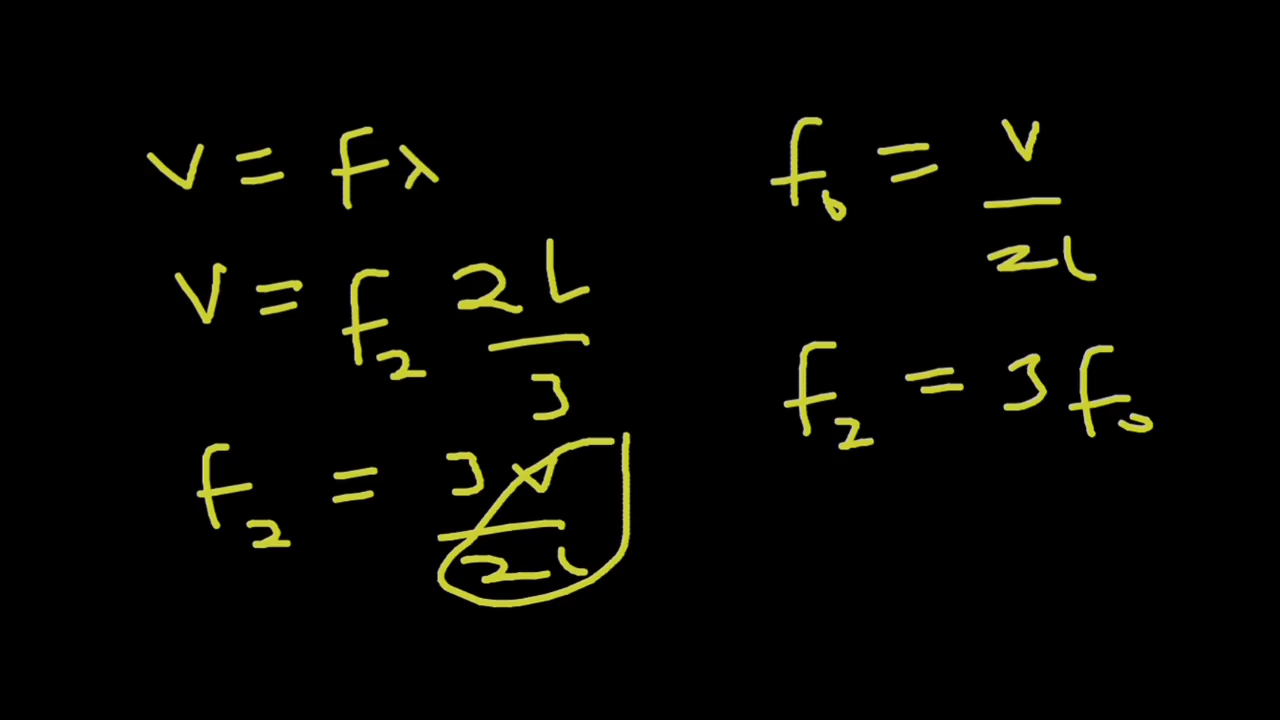 v = fλ
v = f₂ 2L/3
f₂ = 3v/2L
f₀ = v/2L
f₂ = 3f₀